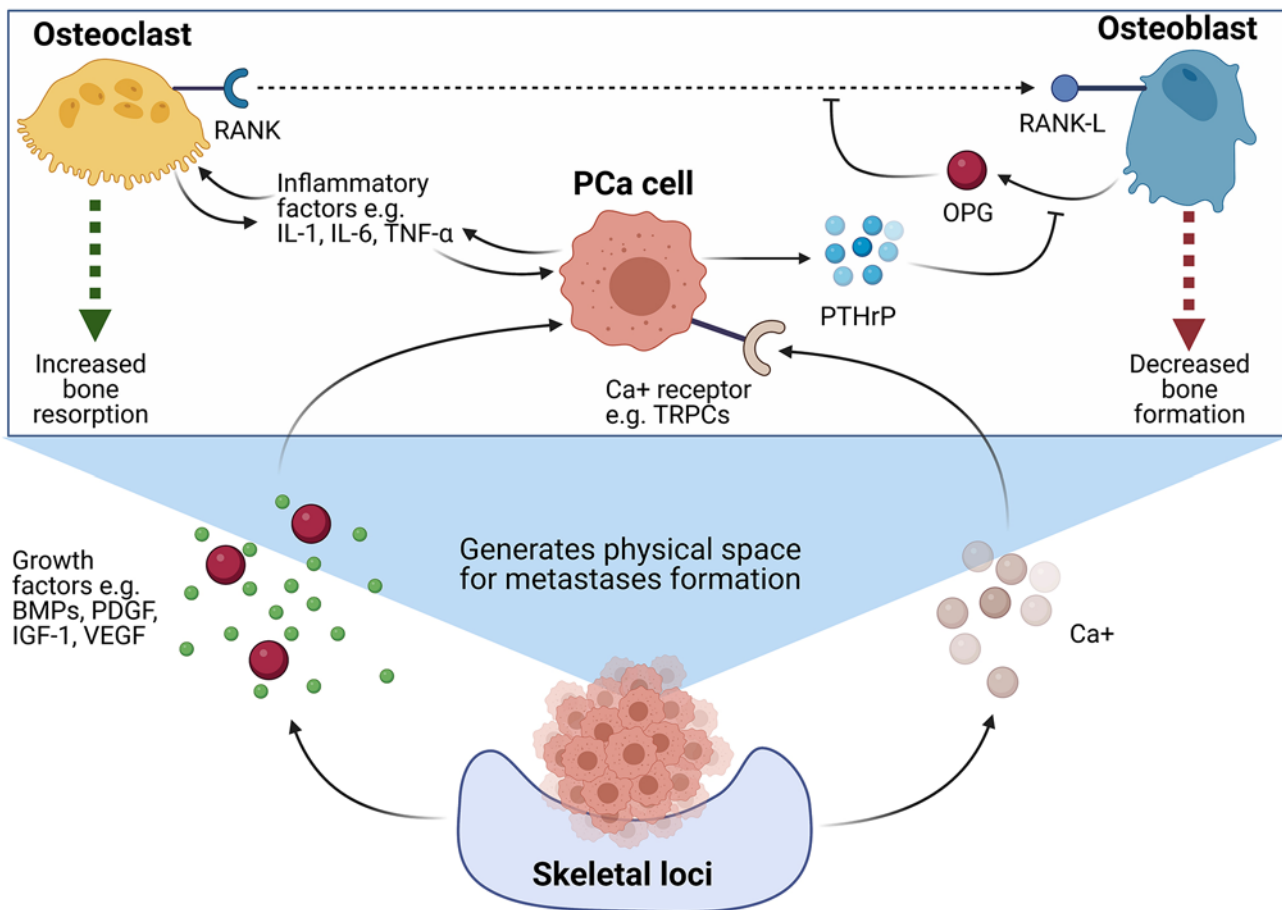 Osteoclast
Osteoblast
RANK
RANK-L
Inflammatory
factors e.g.
IL-1, IL-6, TNF-α
PCa cell
OPG
PTHrP
Increased
bone
resorption
Ca+ receptor
e.g. TRPCs
Decreased
bone
formation
Growth
factors e.g.
BMPs, PDGF,
IGF-1, VEGF
Generates physical space
for metastases formation
Ca+
Skeletal loci